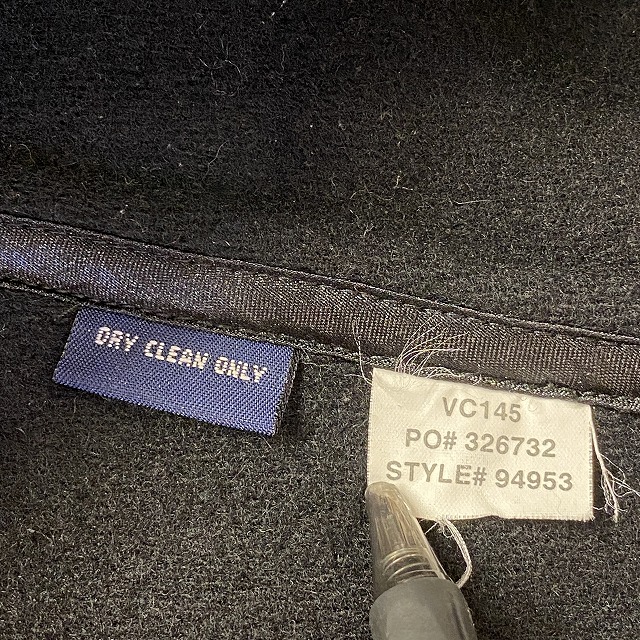 DRY CLEAN ONLY
VC145
PO# 326732
STYLE# 94953